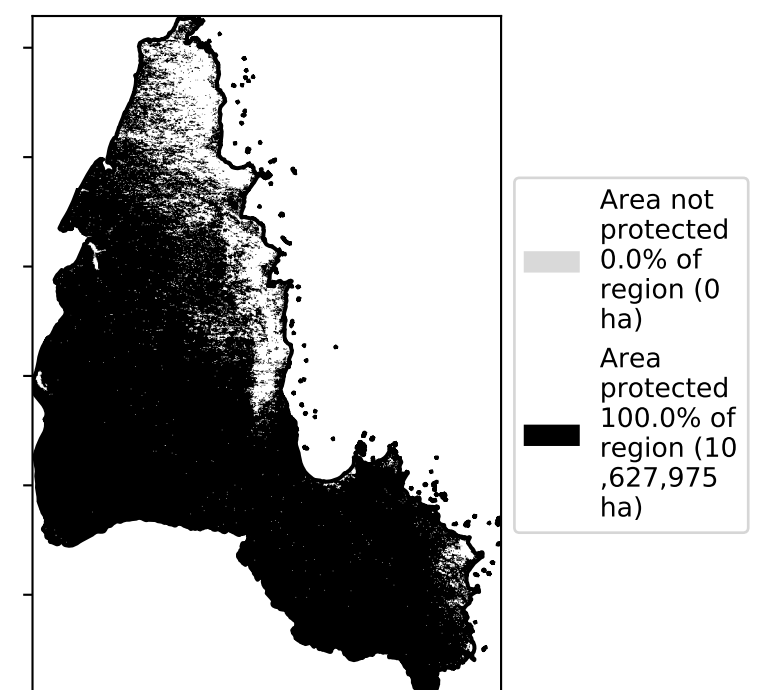 Area not
protected
0.0% of
region (0
ha)
Area
protected
100.0% of
region (10
,627,975
ha)